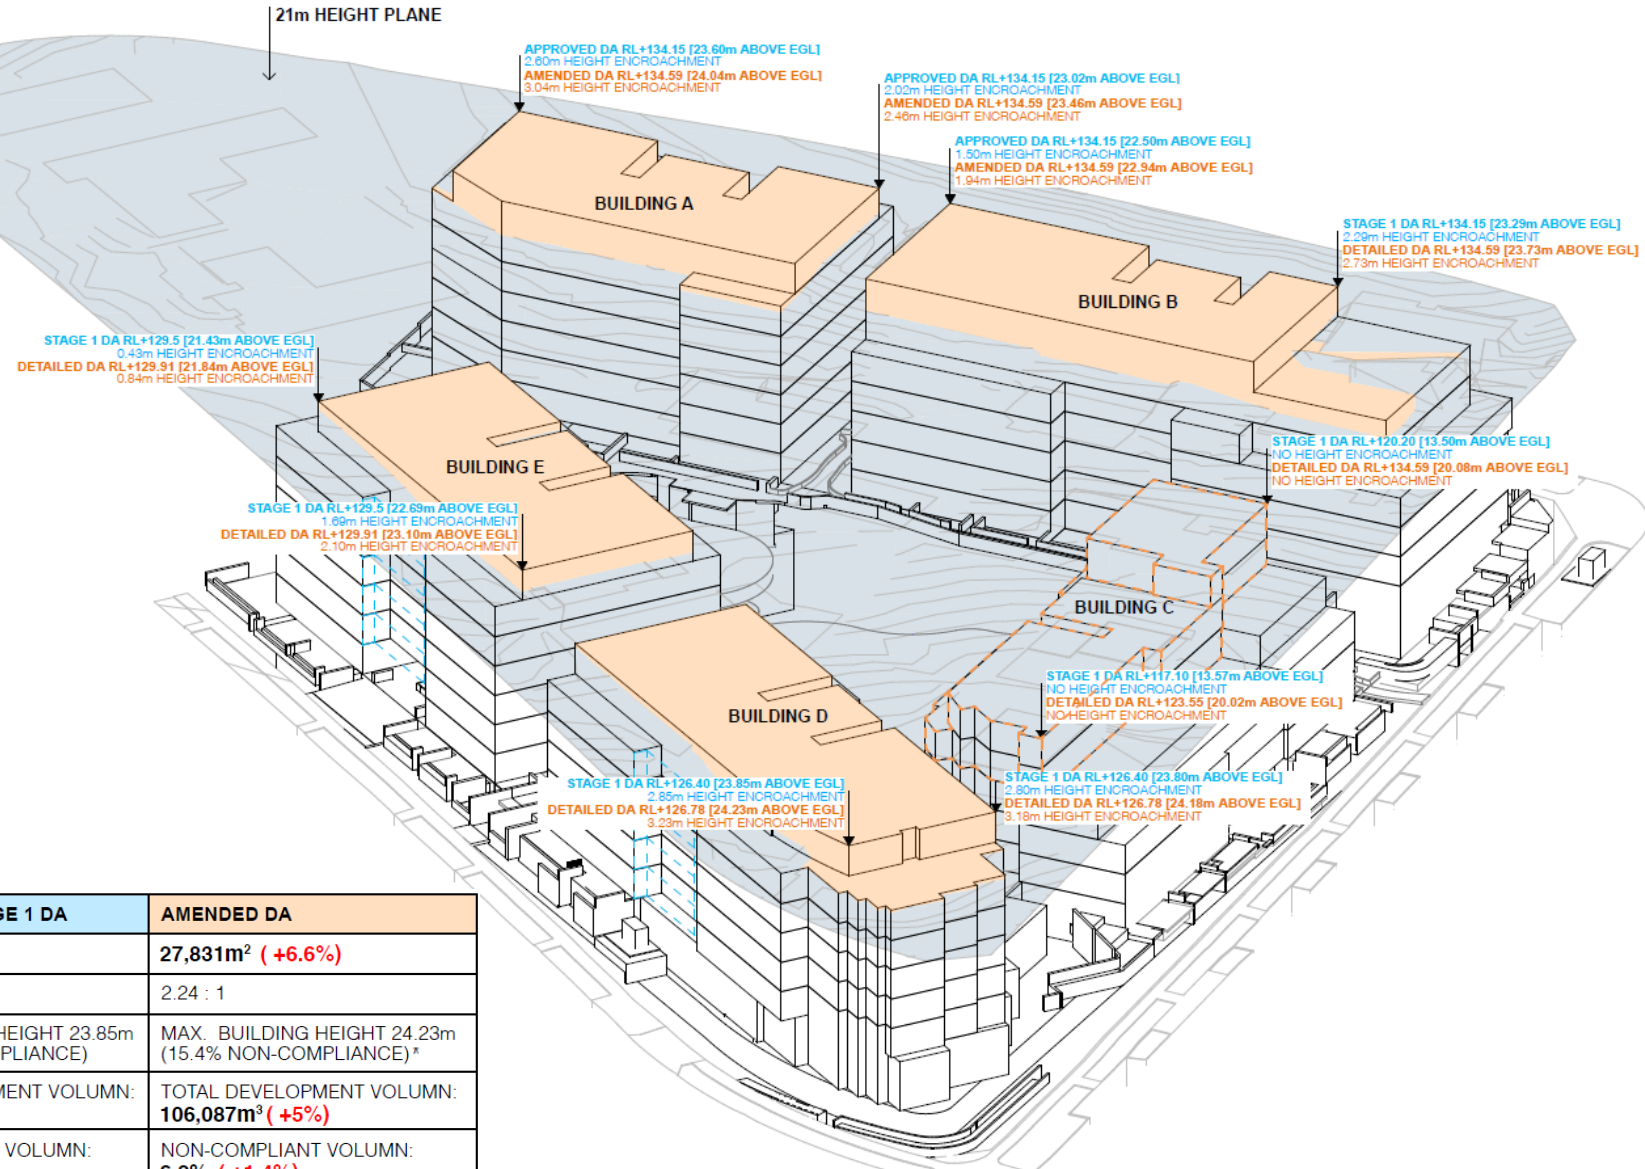 21m HEIGHT PLANE
APPROVED DA RL+134.15 [23.60m ABOVE EGL]
2.60m HEIGHT ENCROACHMENT
AMENDED DA RL+134.59 [24.04m ABOVE EGL]
3.04m HEIGHT ENCROACHMENT
APPROVED DA RL+134.15 [23.02m ABOVE EGL]
2.02m HEIGHT ENCROACHMENT
AMENDED DA RL+134.59 [23.46m ABOVE EGL]
2.46m HEIGHT ENCROACHMENT
APPROVED DA RL+134.15 [22.50m ABOVE EGL]
1.50m HEIGHT ENCROACHMENT
AMENDED DA RL+134.59 [22.94m ABOVE EGL]
1.94m HEIGHT ENCROACHMENT
BUILDING A
STAGE 1 DA RL+134.15 [23.29m ABOVE EGL]
2.29m HEIGHT ENCROACHMENT
DETAILED DA RL+134.59 [23.73m ABOVE EGL]
2.73m HEIGHT ENCROACHMENT
BUILDING B
STAGE 1 DA RL+129.5 [21.43m ABOVE EGL]
0.43m HEIGHT ENCROACHMENT
DETAILED DA RL+129.91 [21.84m ABOVE EGL]
0.84m HEIGHT ENCROACHMENT
BUILDING E
STAGE 1 DA RL+120.20 [13.50m ABOVE EGL]
NO HEIGHT ENCROACHMENT
DETAILED DA RL+134.59 [20.08m ABOVE EGL]
NO HEIGHT ENCROACHMENT
STAGE 1 DA RL+129.5 [22.69m ABOVE EGL]
1.69m HEIGHT ENCROACHMENT
DETAILED DA RL+129.91 [23.10m ABOVE EGL]
2.10m HEIGHT ENCROACHMENT
BUILDING C
STAGE 1 DA RL+117.10 [13.57m ABOVE EGL]
NO HEIGHT ENCROACHMENT
DETAILED DA RL+123.55 [20.02m ABOVE EGL]
NO HEIGHT ENCROACHMENT
BUILDING D
STAGE 1 DA RL+126.40 [23.85m ABOVE EGL]
2.85m HEIGHT ENCROACHMENT
DETAILED DA RL+126.78 [24.23m ABOVE EGL]
3.23m HEIGHT ENCROACHMENT
STAGE 1 DA RL+126.40 [23.80m ABOVE EGL]
2.80m HEIGHT ENCROACHMENT
DETAILED DA RL+126.78 [24.18m ABOVE EGL]
3.18m HEIGHT ENCROACHMENT
GE 1 DA
AMENDED DA
27,831m² ( +6.6%)
2.24 : 1
HEIGHT 23.85m
PLIANCE)
MAX. BUILDING HEIGHT 24.23m
(15.4% NON-COMPLIANCE)*
MENT VOLUMN:
TOTAL DEVELOPMENT VOLUMN:
106,087m³ ( +5%)
VOLUMN:
NON-COMPLIANT VOLUMN: